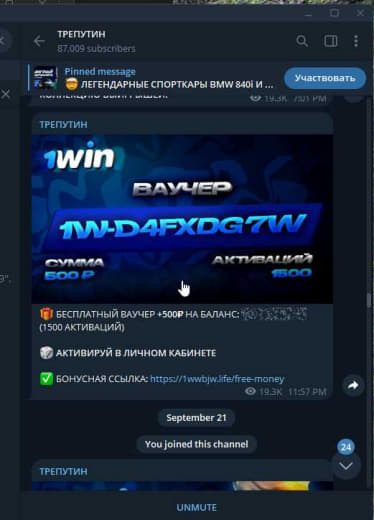 ТРЕПУТИН
87,009 subscribers
Pinned message
🤯 ЛЕГЕНДАРНЫЕ СПОРТКАРЫ BMW 840i И ...
Участвовать
19.3K 7:01 PM
ТРЕПУТИН
1win
ВАУЧЕР
1W-D4FXDG7W
СУММА
500 ₽
АКТИВАЦИЙ
1500
🎁 БЕСПЛАТНЫЙ ВАУЧЕР +500₽ НА БАЛАНС:
(1500 АКТИВАЦИЙ)
🎲 АКТИВИРУЙ В ЛИЧНОМ КАБИНЕТЕ
✅ БОНУСНАЯ ССЫЛКА: https://1wwbjw.life/free-money
19.3K 11:57 PM
September 21
You joined this channel
24
ТРЕПУТИН
UNMUTE